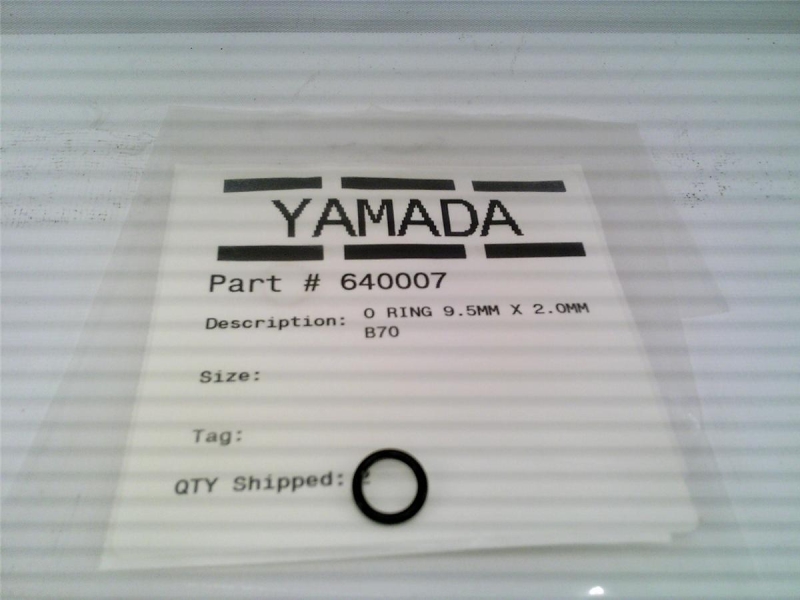 YAMADA
Part # 640007
Description: O RING 9.5MM X 2.0MM
B70
Size:
Tag:
QTY Shipped: